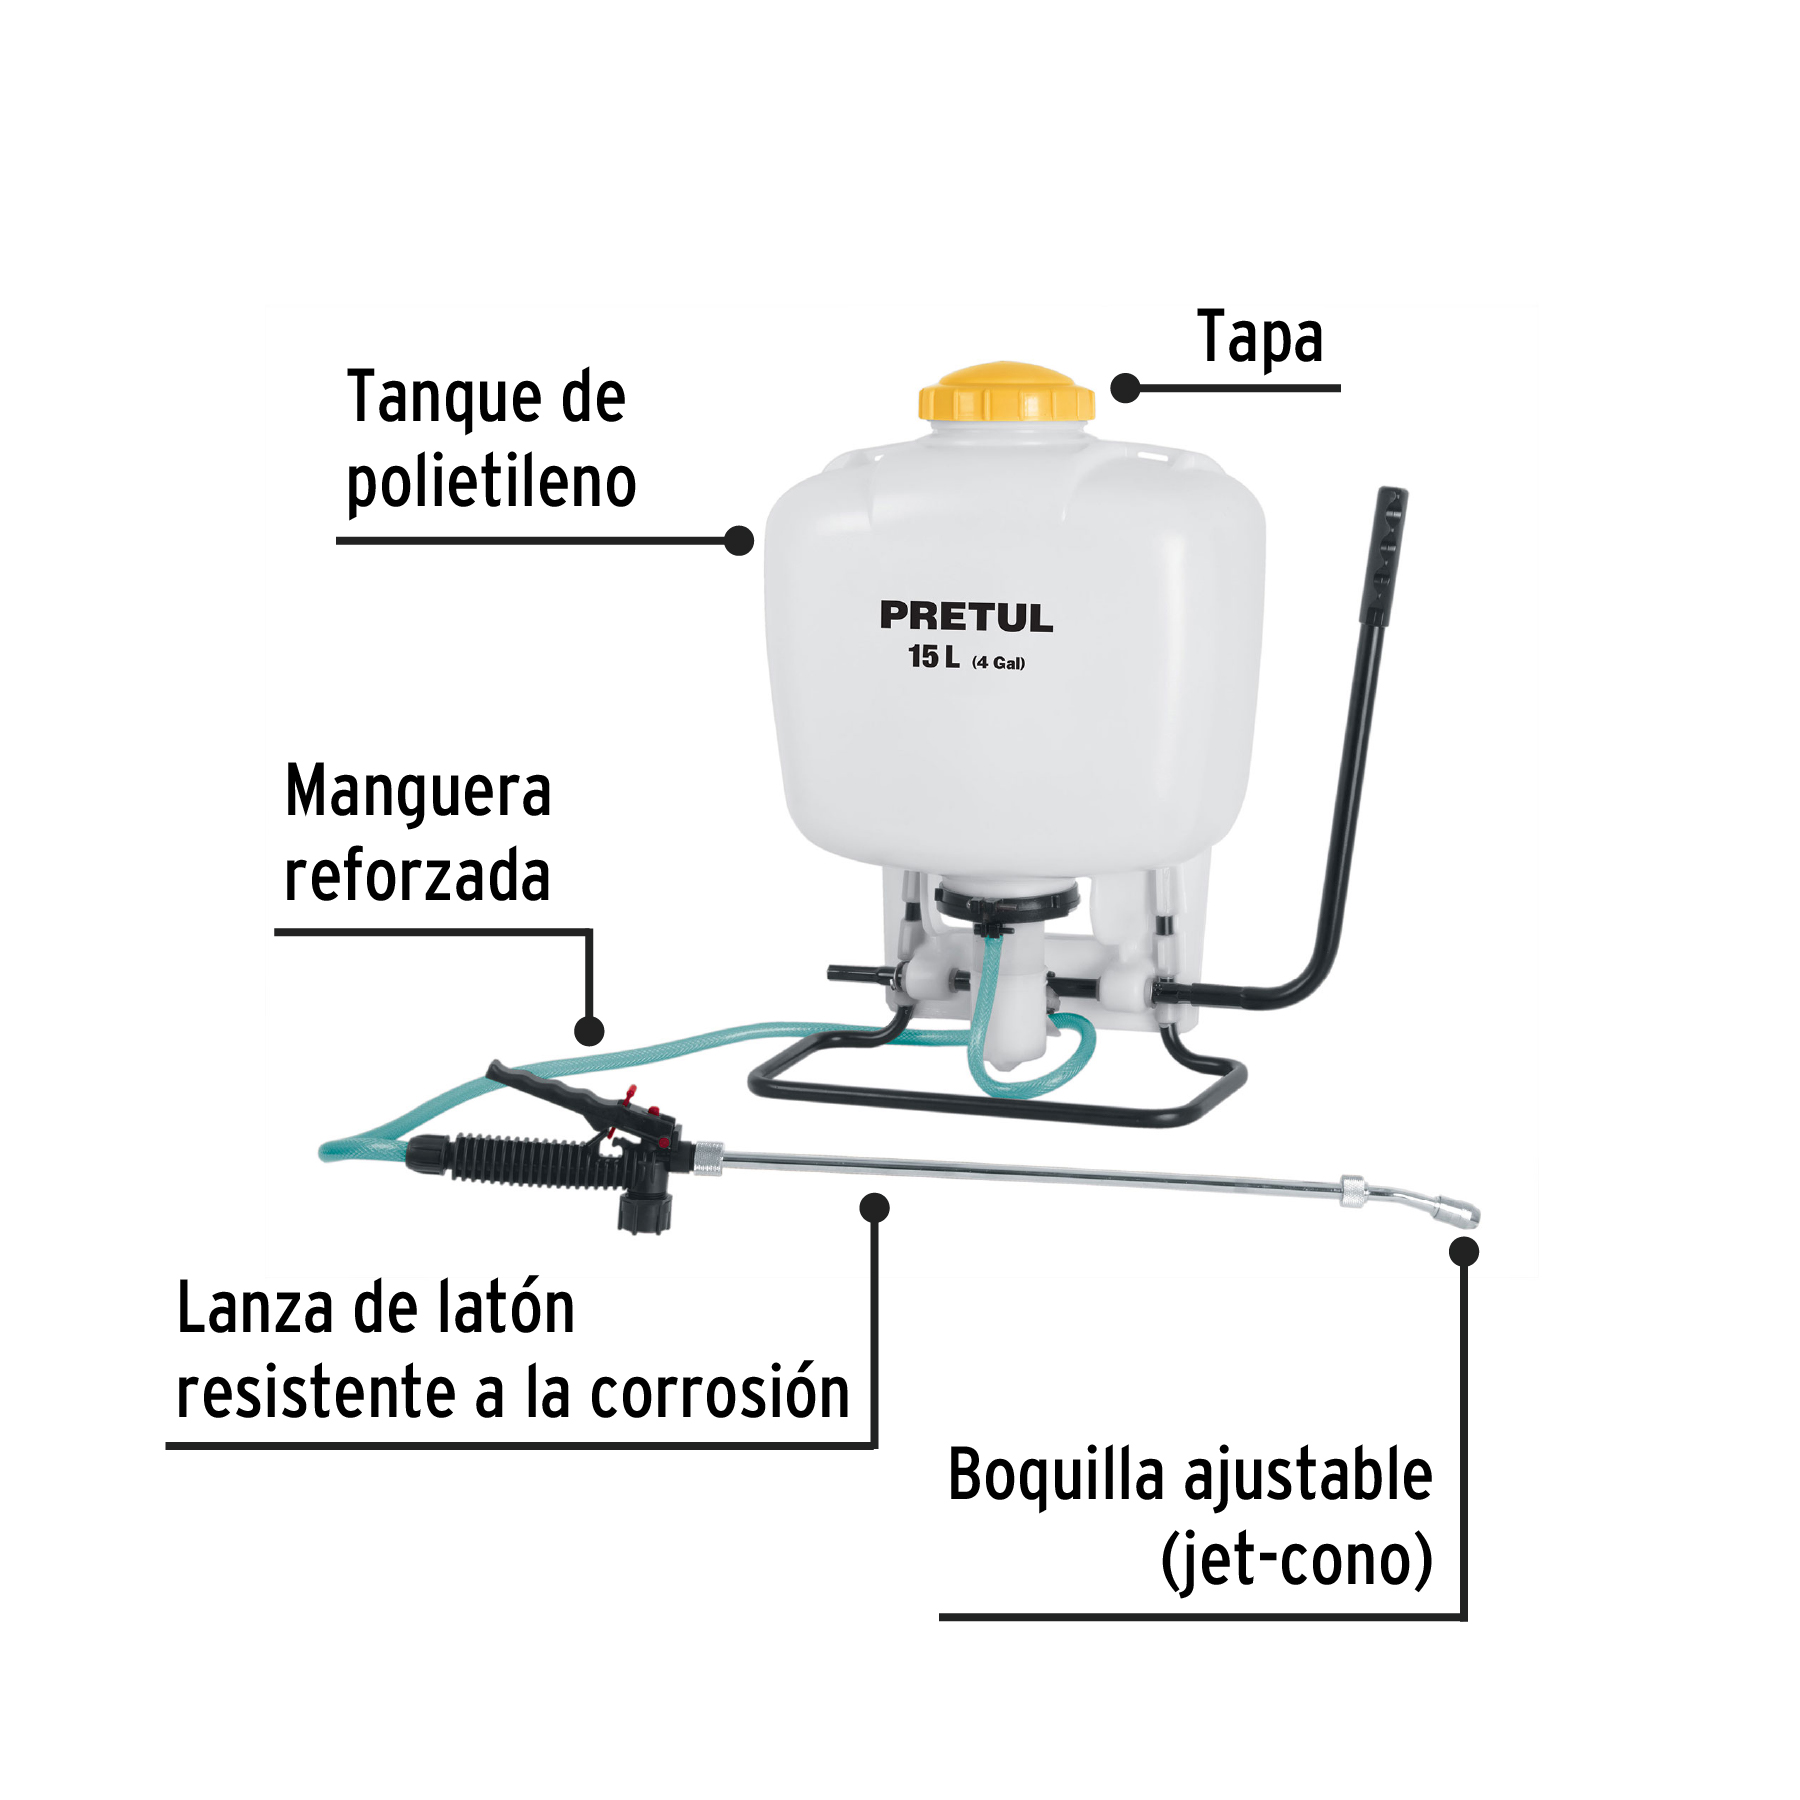 Tapa
Tanque de
polietileno
PRETUL
15 L (4 Gal)
Manguera
reforzada
Lanza de latón
resistente a la corrosión
Boquilla ajustable
(jet-cono)